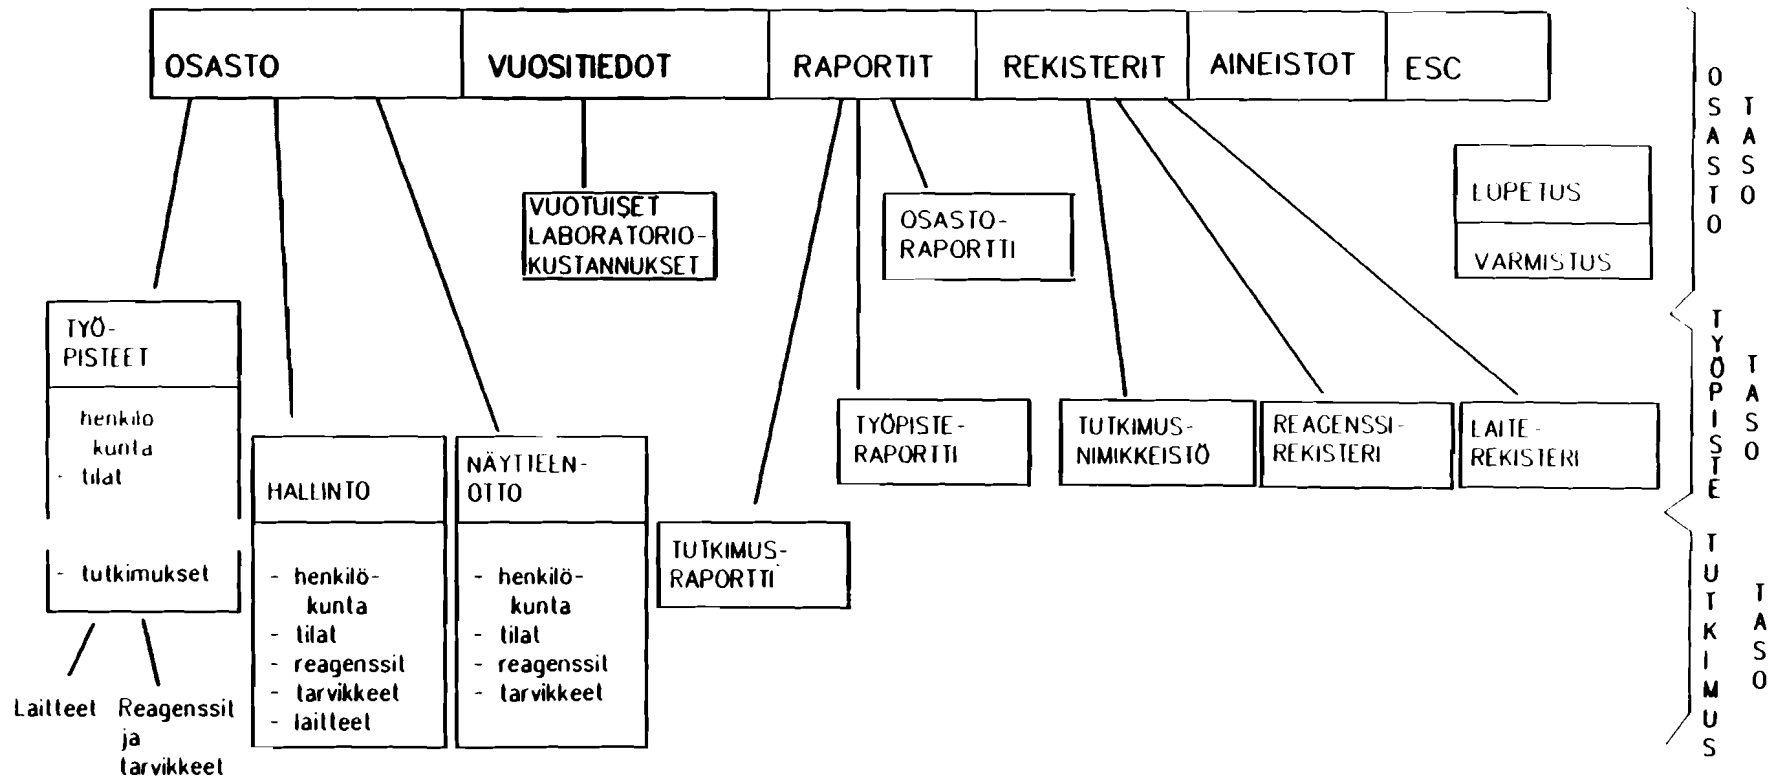 OSASTO
VUOSITIEDOT
RAPORTIT
REKISTERIT
AINEISTOT
ESC
LOPETUS
VARMISTUS
VUOTUISET
LABORATORIO-
KUSTANNUKSET
OSASTO-
RAPORTTI
TYÖ-
PISTEET
henkilö
kunta
- tilat
- tutkimukset
Laitteet
Reagenssit
ja
tarvikkeet
HALLINTO
- henkilö-
kunta
- tilat
- reagenssit
- tarvikkeet
- laitteet
NÄYTTEEN-
OTTO
- henkilö-
kunta
- tilat
- reagenssit
- tarvikkeet
TUTKIMUS-
RAPORTTI
TYÖPISTE-
RAPORTTI
TUTKIMUS-
NIMIKKEISTÖ
REAGENSSI-
REKISTERI
LAITE-
REKISTERI
OSASTO
TASO
TYÖPISTE
TASO
TUTKIMUS
TASO